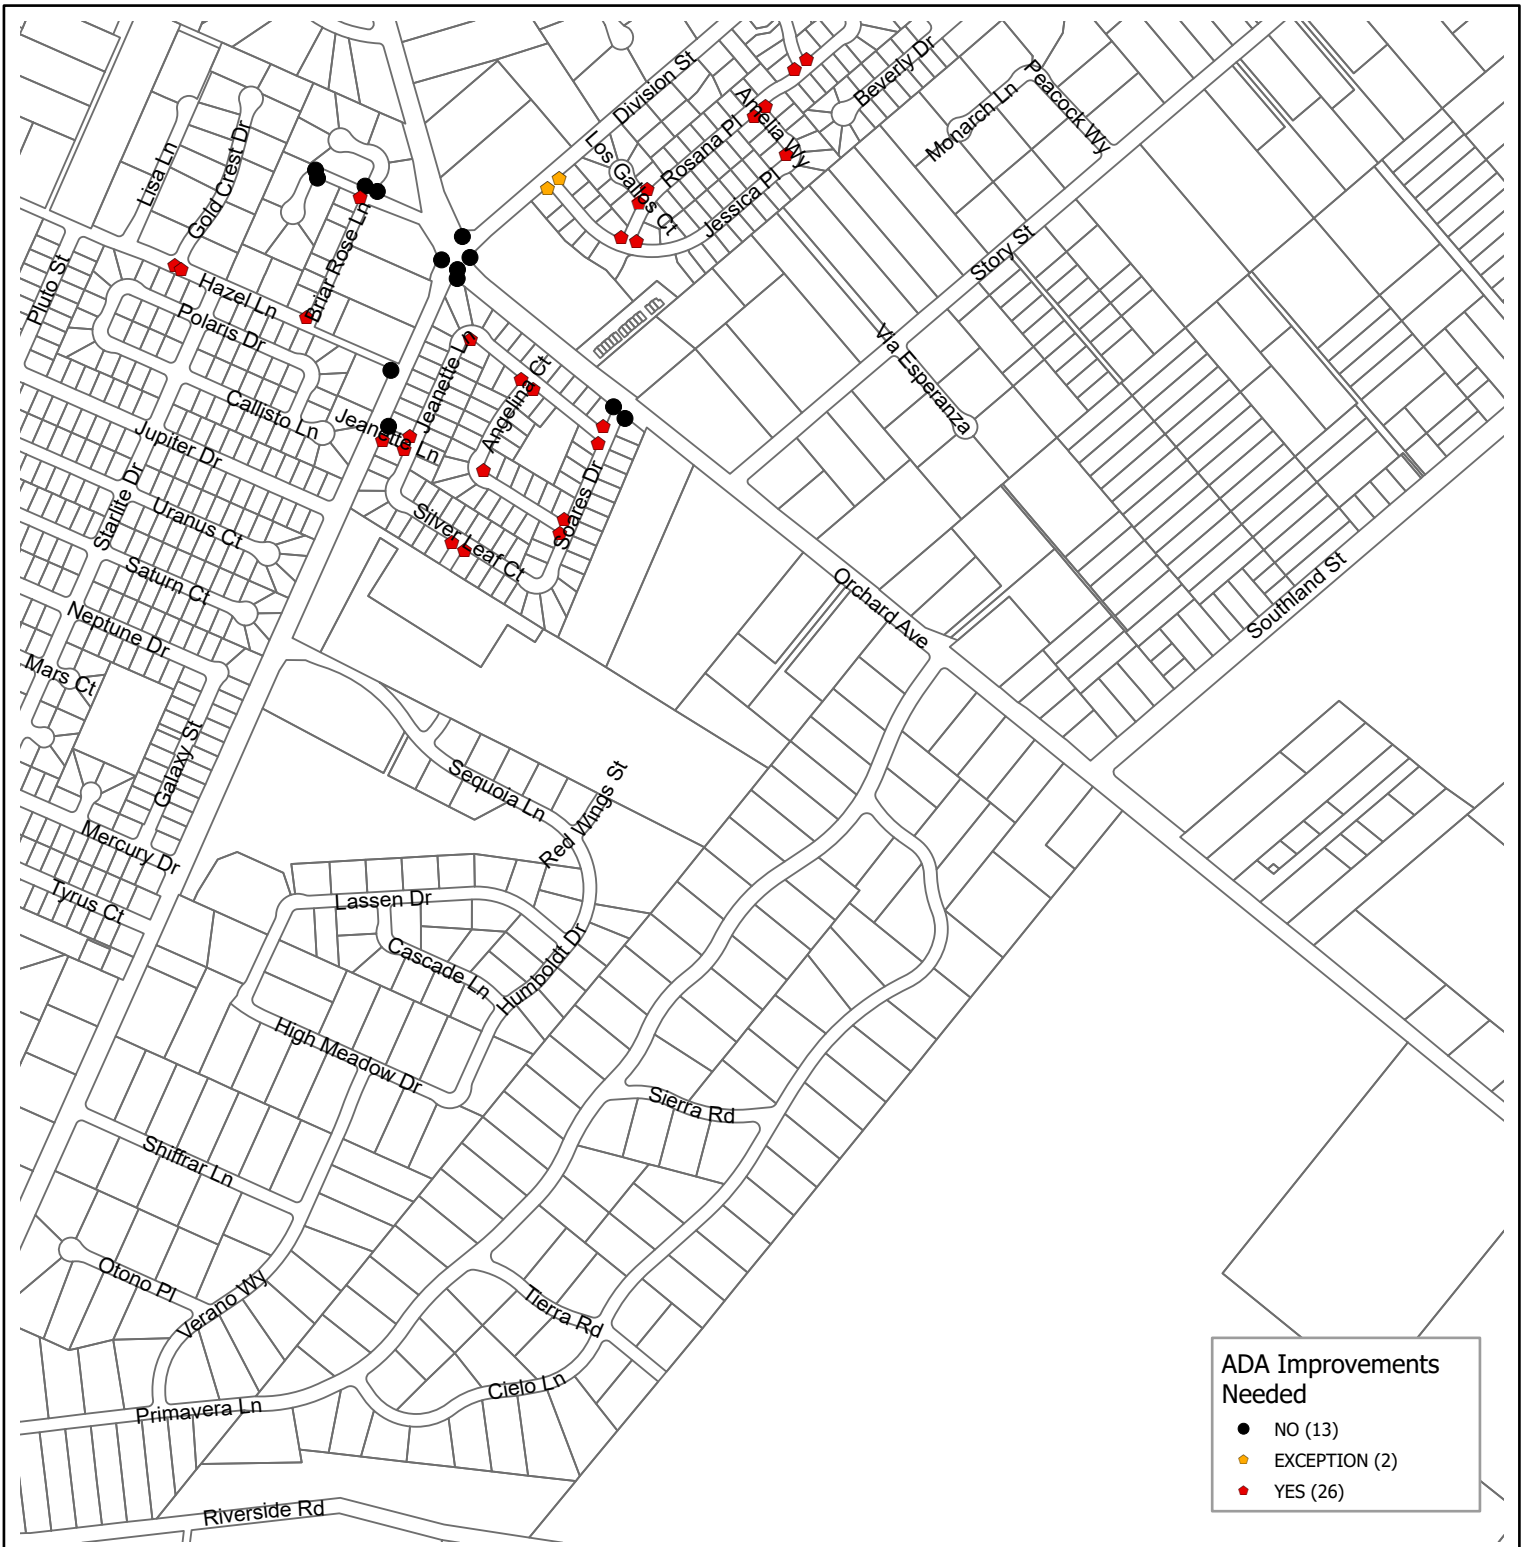 Division St
Beverly Dr
Peacock Wy
Monarch Ln
Amelia Wy
Rosana Pl
Los Gallos Ct
Jessica Pl
Lisa Ln
Gold Crest Dr
Briar Rose Ln
Story St
Pluto St
Hazel Ln
Polaris Dr
Via Esperanza
Jeanette Ln
Angelina Ct
Callisto Ln
Jeanette Ln
Jupiter Dr
Starlite Dr
Uranus Ct
Soares Dr
Silver Leaf Ct
Saturn Ct
Orchard Ave
Southland St
Neptune Dr
Mars Ct
Galaxy St
Sequoia Ln
Red Wings St
Mercury Dr
Tyrus Ct
Lassen Dr
Cascade Ln
Humboldt Dr
High Meadow Dr
Sierra Rd
Shiffrar Ln
Otono Pl
Verano Wy
Tierra Rd
Cielo Ln
Primavera Ln
Riverside Rd
ADA Improvements
Needed
NO (13)
EXCEPTION (2)
YES (26)